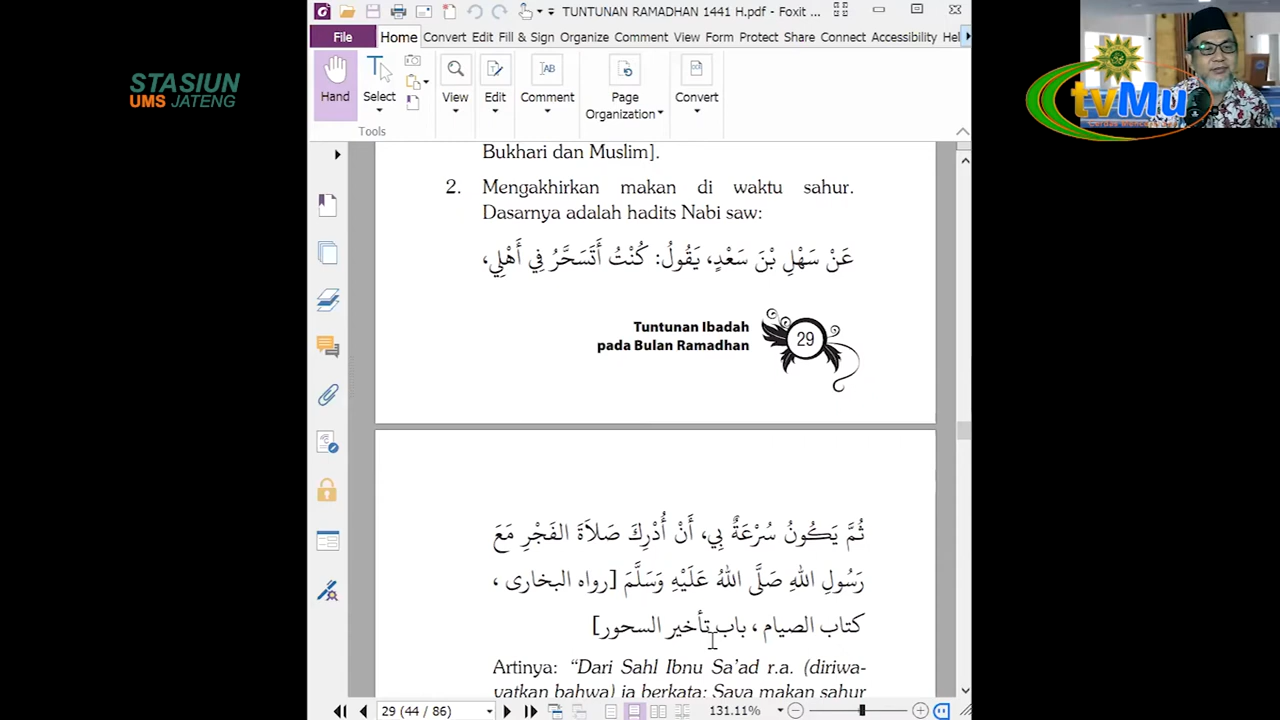 TUNTUNAN RAMADHAN 1441 H.pdf - Foxit ...
File Home Convert Edit Fill & Sign Organize Comment View Form Protect Share Connect Accessibility Hel
Hand
Select
View
Edit
Comment
Page Organization
Convert
Tools
STASIUN
UMS JATENG
tvMu
Bukhari dan Muslim].
2. Mengakhirkan makan di waktu sahur.
Dasarnya adalah hadits Nabi saw:
عَنْ سَهْلِ بْنَ سَعْدٍ، يَقُولُ: كُنْتُ أَتَسَحَّرُ فِي أَهْلِي،
Tuntunan Ibadah
pada Bulan Ramadhan
29
ثُمَّ يَكُونُ سُرْعَةٌ بِي، أَنْ أُدْرِكَ صَلاَةَ الفَجْرِ مَعَ
رَسُولِ اللهِ صَلَّى اللهُ عَلَيْهِ وَسَلَّمَ [رواه البخارى ،
كتاب الصيام ، باب تأخير السحور]
Artinya: “Dari Sahl Ibnu Sa’ad r.a. (diriwa-
yatkan bahwa) ia berkata: Saya makan sahur
29 (44 / 86)
131.11%